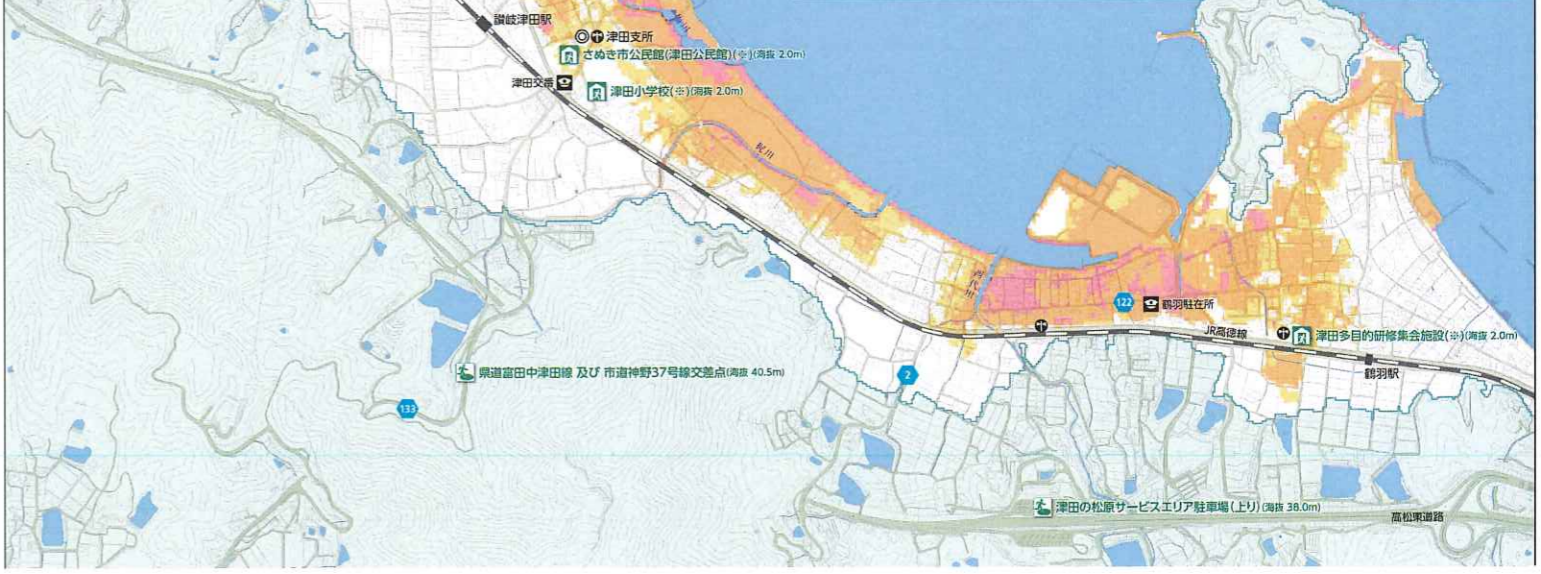 讃岐津田駅
津田支所
さぬき市公民館(津田公民館)(※)(海抜 2.0m)
津田交番
津田小学校(※)(海抜 2.0m)
122
鶴羽駐在所
JR高徳線
津田多目的研修集会施設(※)(海抜 2.0m)
鶴羽駅
県道富田中津田線 及び 市道神野37号線交差点(海抜 40.5m)
2
133
津田の松原サービスエリア駐車場(上り)(海抜 38.0m)
高松東道路